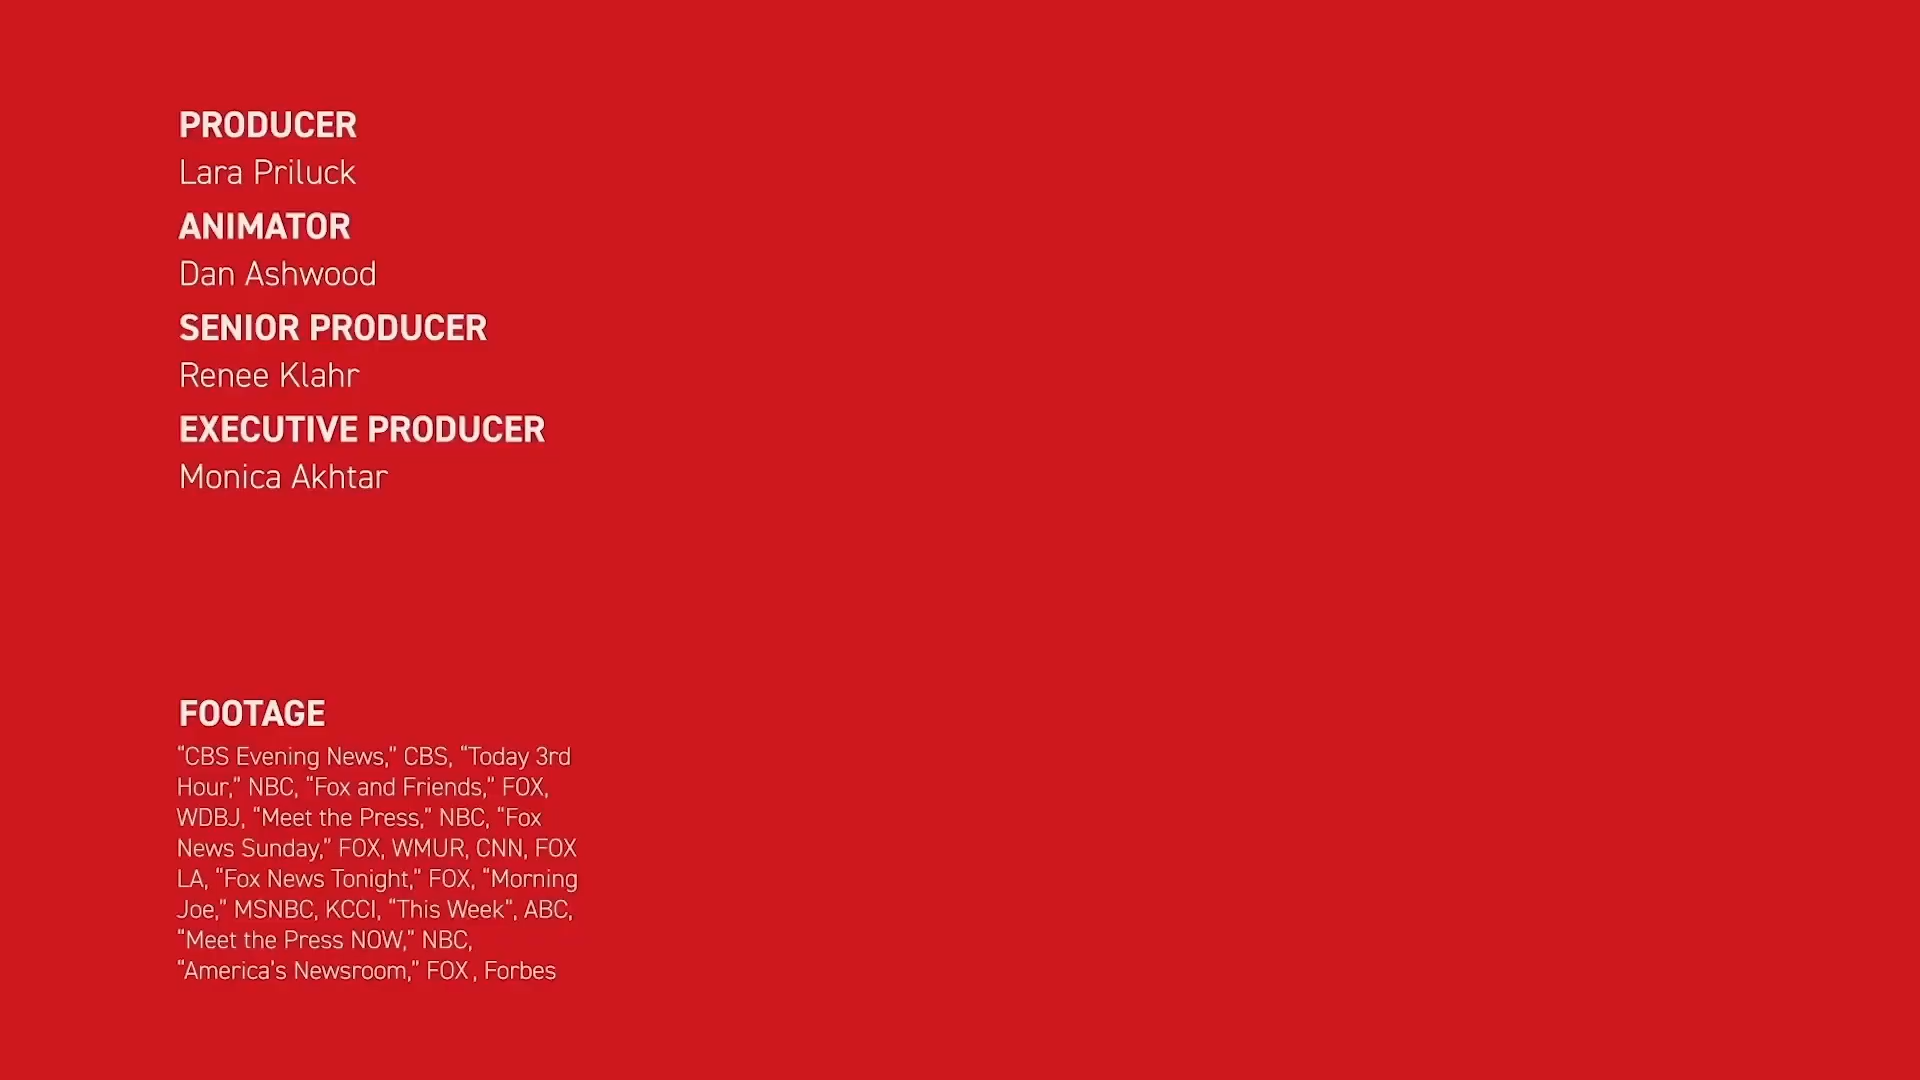 PRODUCER
Lara Priluck
ANIMATOR
Dan Ashwood
SENIOR PRODUCER
Renee Klahr
EXECUTIVE PRODUCER
Monica Akhtar
FOOTAGE
“CBS Evening News,” CBS, “Today 3rd
Hour,” NBC, “Fox and Friends,” FOX,
WDBJ, “Meet the Press,” NBC, “Fox
News Sunday,” FOX, WMUR, CNN, FOX
LA, “Fox News Tonight,” FOX, “Morning
Joe,” MSNBC, KCCI, “This Week”, ABC,
“Meet the Press NOW,” NBC,
“America’s Newsroom,” FOX, Forbes